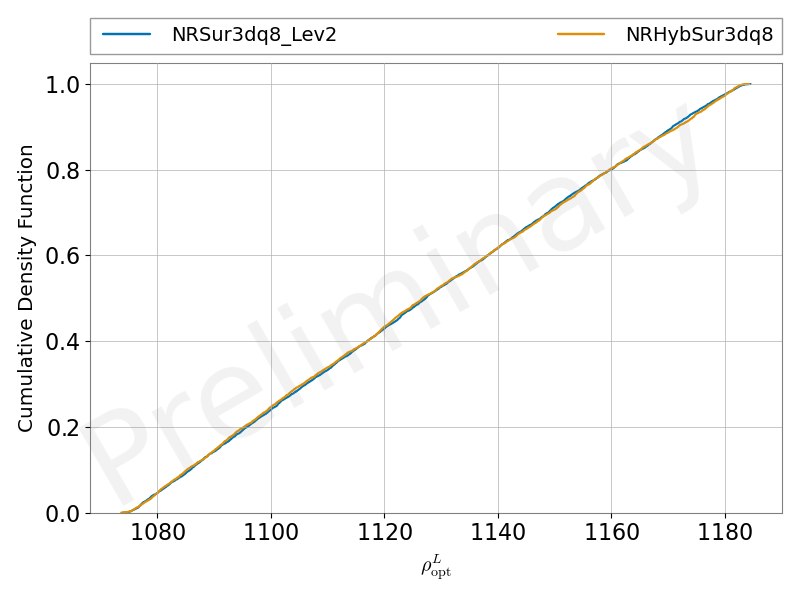 NRSur3dq8_Lev2 NRHybSur3dq8
Preliminary
Cumulative Density Function
1.0
0.8
0.6
0.4
0.2
0.0
1080 1100 1120 1140 1160 1180
ρ^L_opt